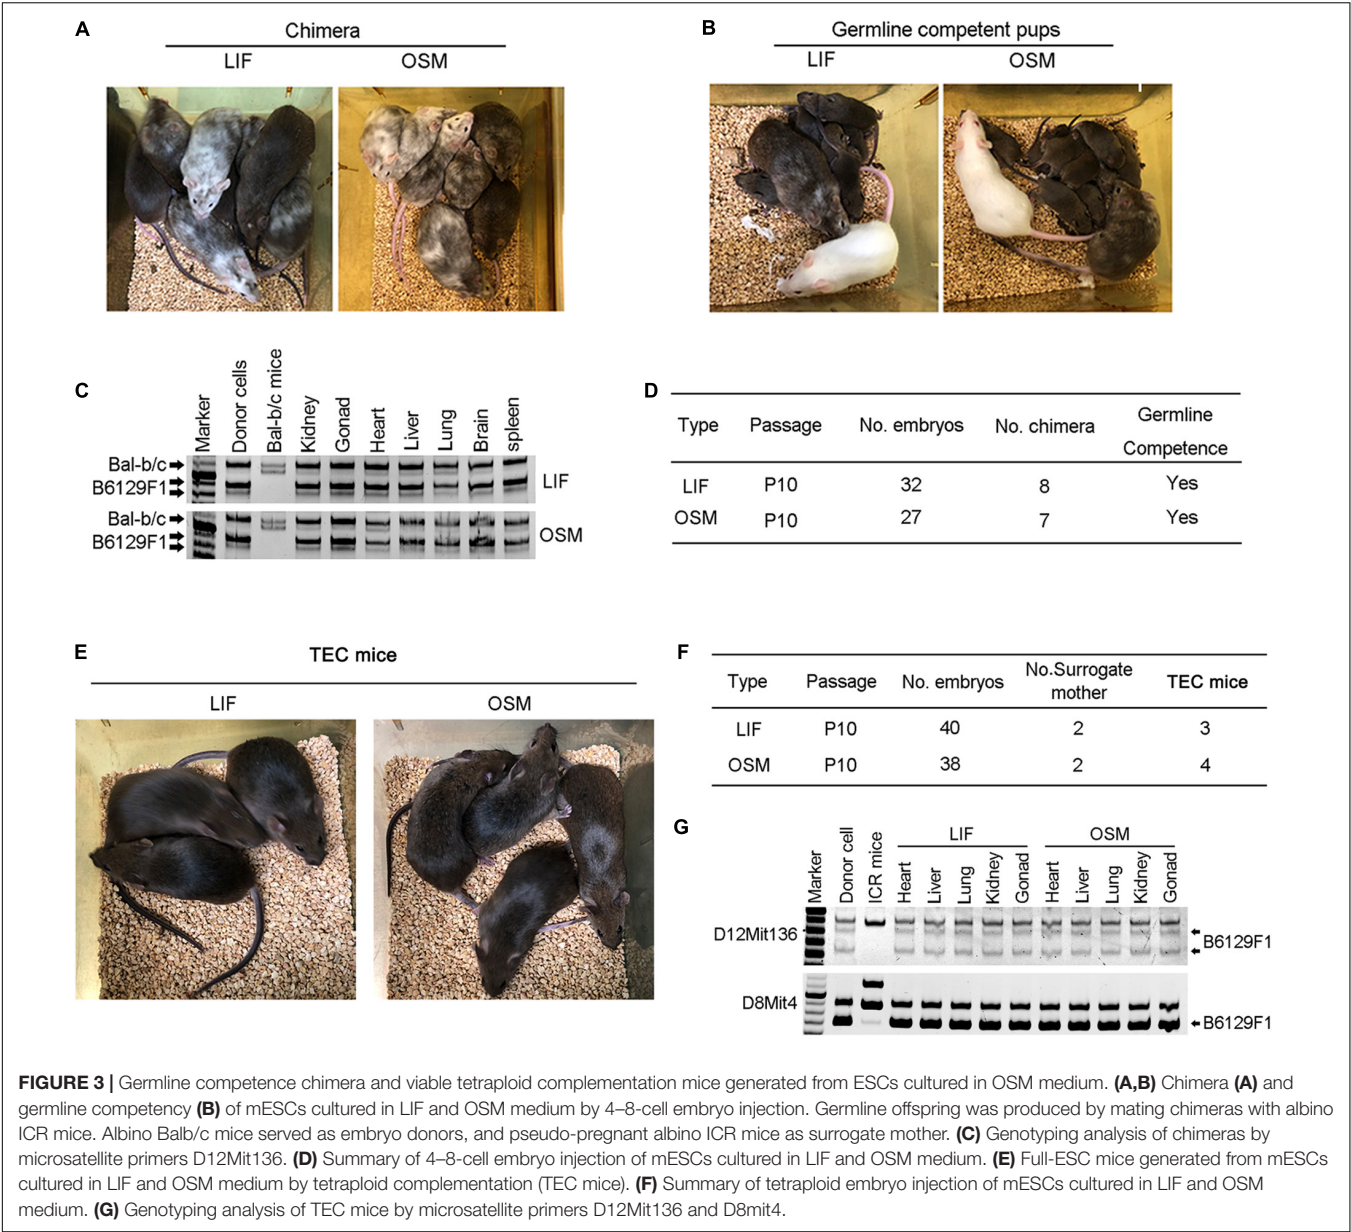 A
Chimera
LIF OSM
B
Germline competent pups
LIF OSM
C
Marker
Donor cells
Bal-b/c mice
Kidney
Gonad
Heart
Liver
Lung
Brain
spleen
Bal-b/c
B6129F1
LIF
Bal-b/c
B6129F1
OSM
D
Type Passage No. embryos No. chimera Germline Competence
LIF P10 32 8 Yes
OSM P10 27 7 Yes
E
TEC mice
LIF OSM
F
Type Passage No. embryos No.Surrogate mother TEC mice
LIF P10 40 2 3
OSM P10 38 2 4
G
LIF OSM
Marker
Donor cell
ICR mice
Heart
Liver
Lung
Kidney
Gonad
Heart
Liver
Lung
Kidney
Gonad
D12Mit136
B6129F1
D8Mit4
B6129F1
FIGURE 3 | Germline competence chimera and viable tetraploid complementation mice generated from ESCs cultured in OSM medium. (A,B) Chimera (A) and
germline competency (B) of mESCs cultured in LIF and OSM medium by 4–8-cell embryo injection. Germline offspring was produced by mating chimeras with albino
ICR mice. Albino Balb/c mice served as embryo donors, and pseudo-pregnant albino ICR mice as surrogate mother. (C) Genotyping analysis of chimeras by
microsatellite primers D12Mit136. (D) Summary of 4–8-cell embryo injection of mESCs cultured in LIF and OSM medium. (E) Full-ESC mice generated from mESCs
cultured in LIF and OSM medium by tetraploid complementation (TEC mice). (F) Summary of tetraploid embryo injection of mESCs cultured in LIF and OSM
medium. (G) Genotyping analysis of TEC mice by microsatellite primers D12Mit136 and D8mit4.